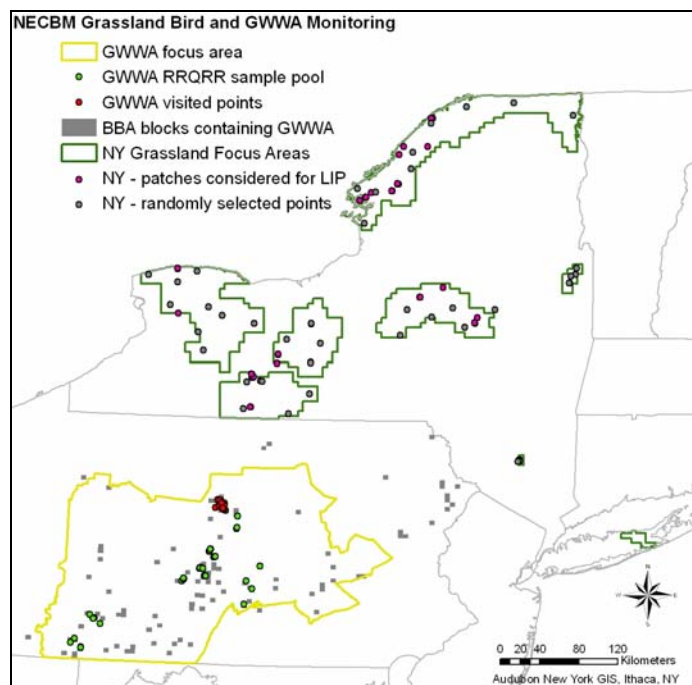 NECBM Grassland Bird and GWWA Monitoring
GWWA focus area
GWWA RRQRR sample pool
GWWA visited points
BBA blocks containing GWWA
NY Grassland Focus Areas
NY - patches considered for LIP
NY - randomly selected points
N
W E
S
0 20 40 80 120
Kilometers
Audubon New York GIS, Ithaca, NY